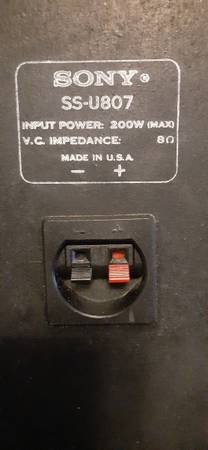 SONY®
SS-U807
INPUT POWER: 200W (MAX)
V.C. IMPEDANCE: 8Ω
MADE IN U.S.A.
− +
− +